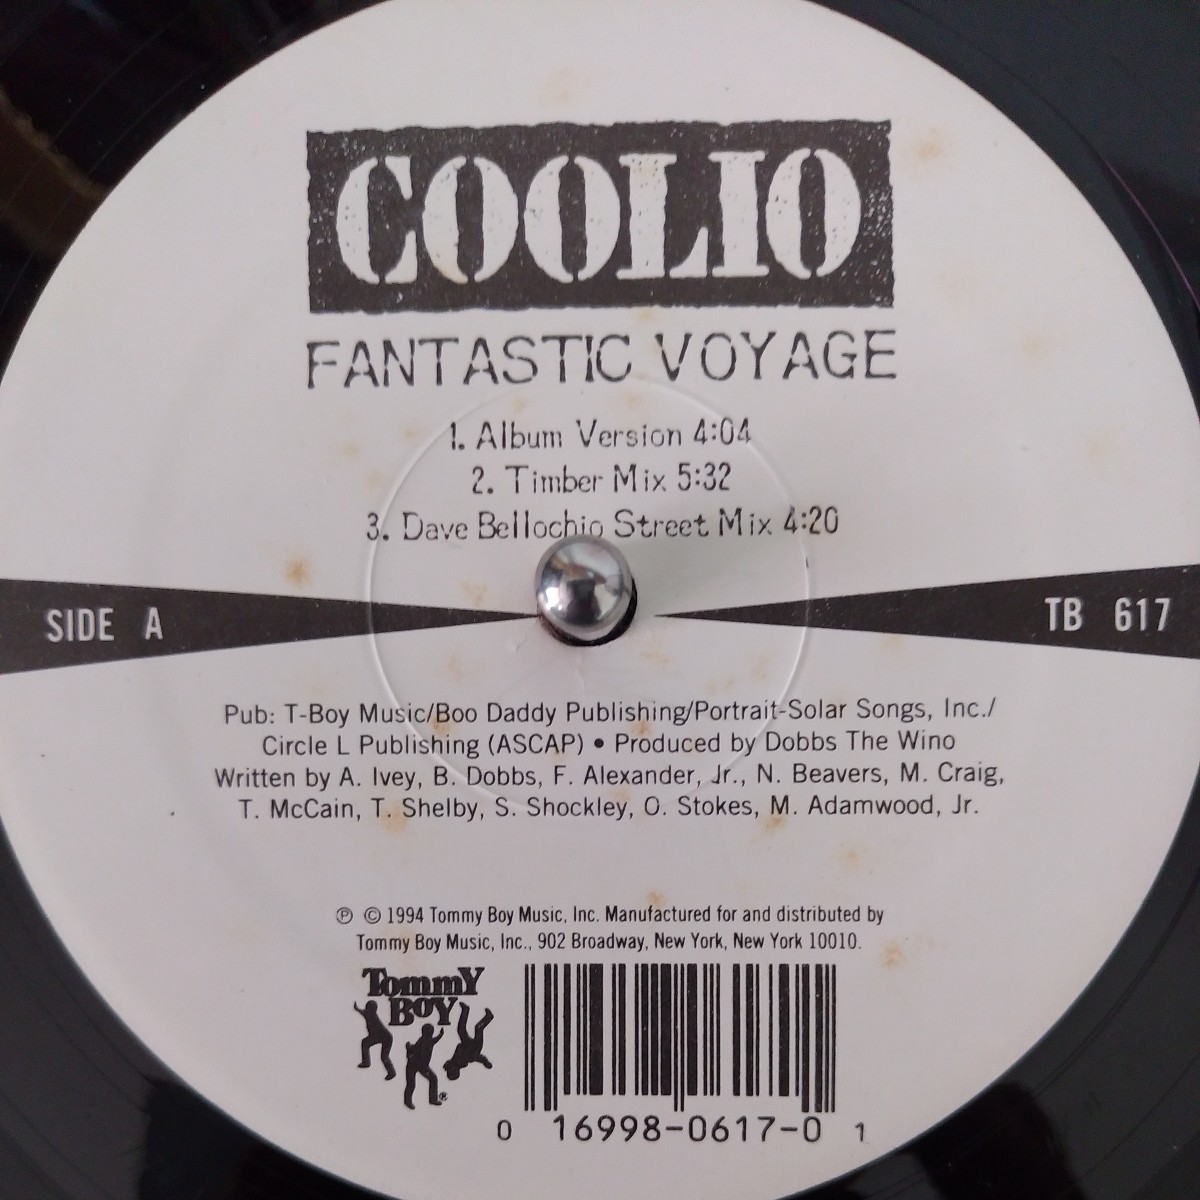 COOLIO
FANTASTIC VOYAGE
1. Album Version 4:04
2. Timber Mix 5:32
3. Dave Bellochio Street Mix 4:20
SIDE A
TB 617
Pub: T-Boy Music/Boo Daddy Publishing/Portrait-Solar Songs, Inc./
Circle L Publishing (ASCAP) • Produced by Dobbs The Wino
Written by A. Ivey, B. Dobbs, F. Alexander, Jr., N. Beavers, M. Craig,
T. McCain, T. Shelby, S. Shockley, O. Stokes, M. Adamwood, Jr.
℗ © 1994 Tommy Boy Music, Inc. Manufactured for and distributed by
Tommy Boy Music, Inc., 902 Broadway, New York, New York 10010.
TommY
BOY®
0 16998-0617-0 1